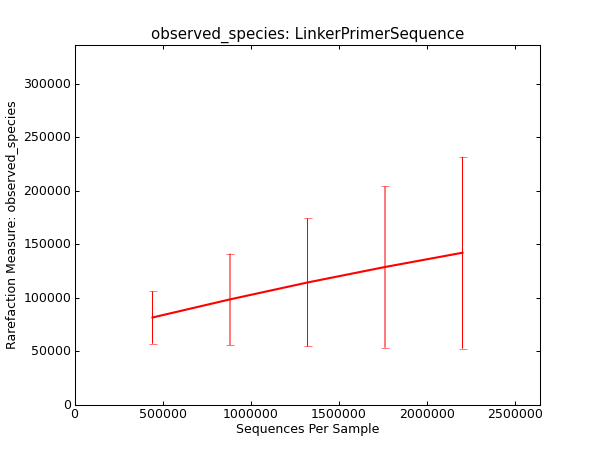 observed_species: LinkerPrimerSequence
Rarefaction Measure: observed_species
300000
250000
200000
150000
100000
50000
0
0 500000 1000000 1500000 2000000 2500000
Sequences Per Sample